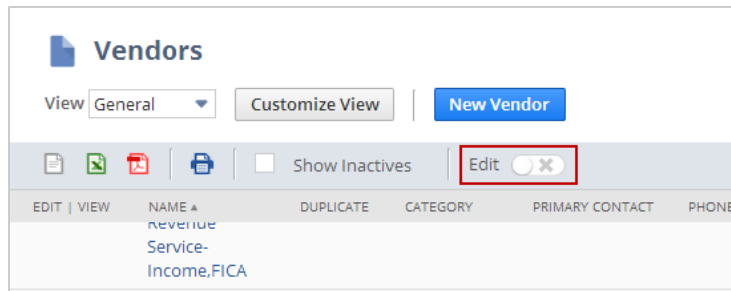 Vendors
View General Customize View New Vendor
Show Inactives Edit
EDIT | VIEW NAME DUPLICATE CATEGORY PRIMARY CONTACT PHONE
Revenue
Service-
Income,FICA